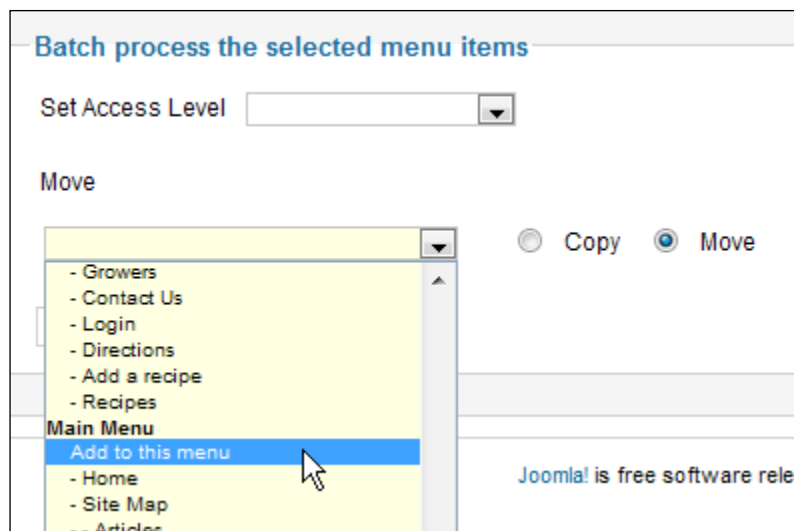 Batch process the selected menu items
Set Access Level
Move
Copy Move
- Growers
- Contact Us
- Login
- Directions
- Add a recipe
- Recipes
Main Menu
Add to this menu
- Home
- Site Map
- - Articles
Joomla! is free software rele